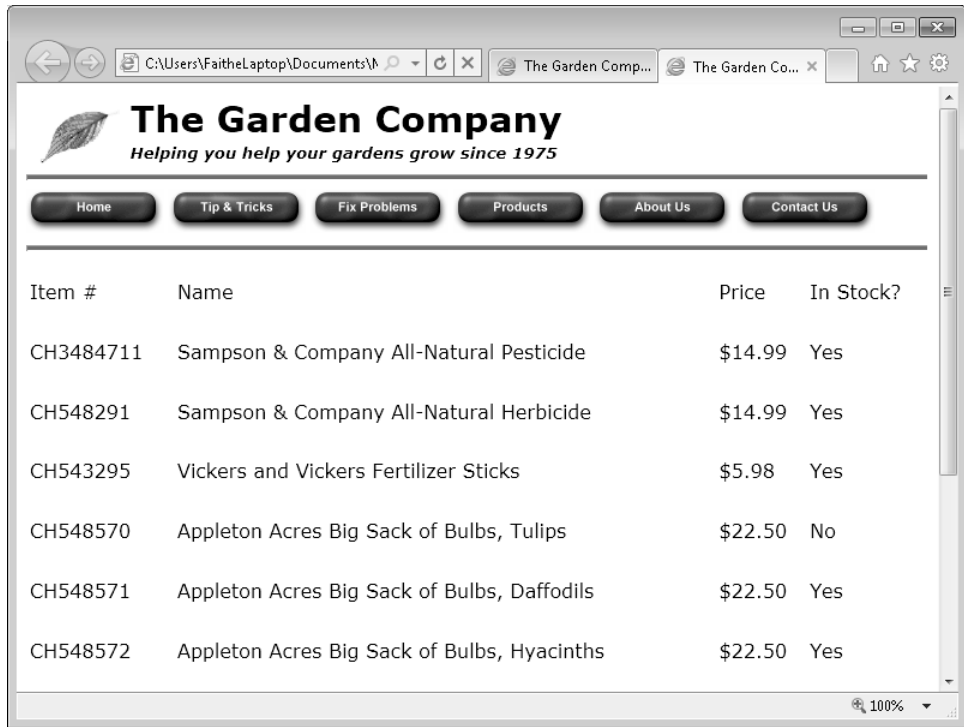 C:\Users\FaitheLaptop\Documents\N
The Garden Comp...
The Garden Co...
The Garden Company
Helping you help your gardens grow since 1975
Home Tip & Tricks Fix Problems Products About Us Contact Us
Item # Name Price In Stock?
CH3484711 Sampson & Company All-Natural Pesticide $14.99 Yes
CH548291 Sampson & Company All-Natural Herbicide $14.99 Yes
CH543295 Vickers and Vickers Fertilizer Sticks $5.98 Yes
CH548570 Appleton Acres Big Sack of Bulbs, Tulips $22.50 No
CH548571 Appleton Acres Big Sack of Bulbs, Daffodils $22.50 Yes
CH548572 Appleton Acres Big Sack of Bulbs, Hyacinths $22.50 Yes
100%